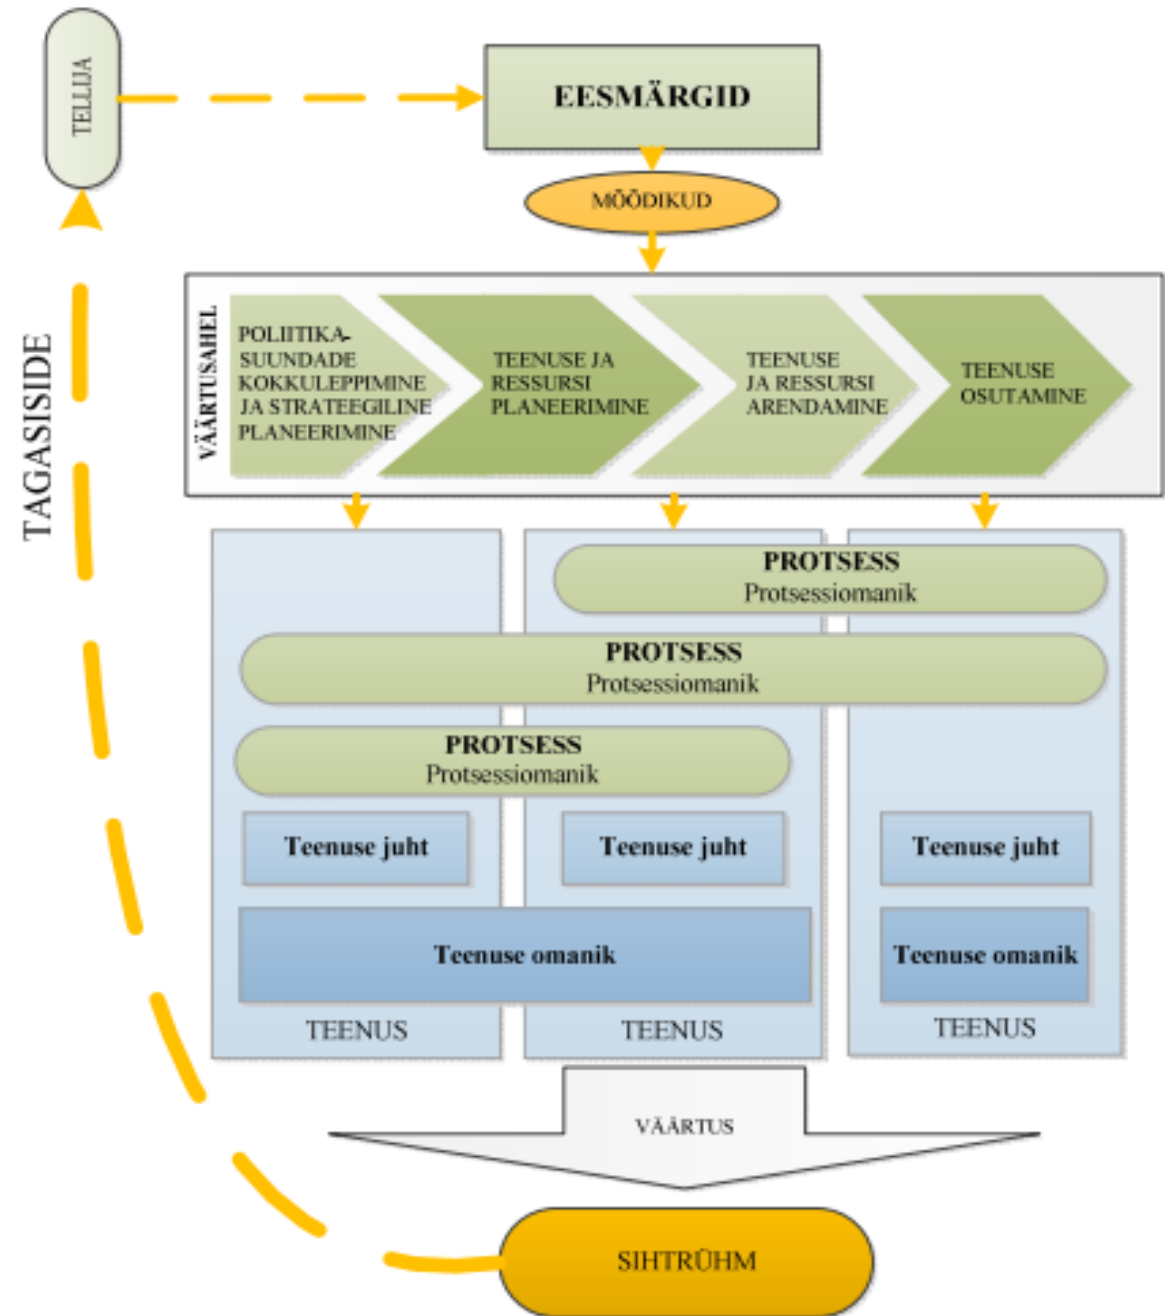 TELLIJA
EESMÄRGID
MÕÕDIKUD
TAGASISIDE
VÄÄRTUSAHEL
POLIITIKA-
SUUNDADE
KOKKULEPPIMINE
JA STRATEEGILINE
PLANEERIMINE
TEENUSE JA
RESSURSI
PLANEERIMINE
TEENUSE
JA RESSURSI
ARENDAMINE
TEENUSE
OSUTAMINE
PROTSESS
Protsessiomanik
PROTSESS
Protsessiomanik
PROTSESS
Protsessiomanik
Teenuse juht
Teenuse juht
Teenuse juht
Teenuse omanik
Teenuse omanik
TEENUS
TEENUS
TEENUS
VÄÄRTUS
SIHTRÜHM